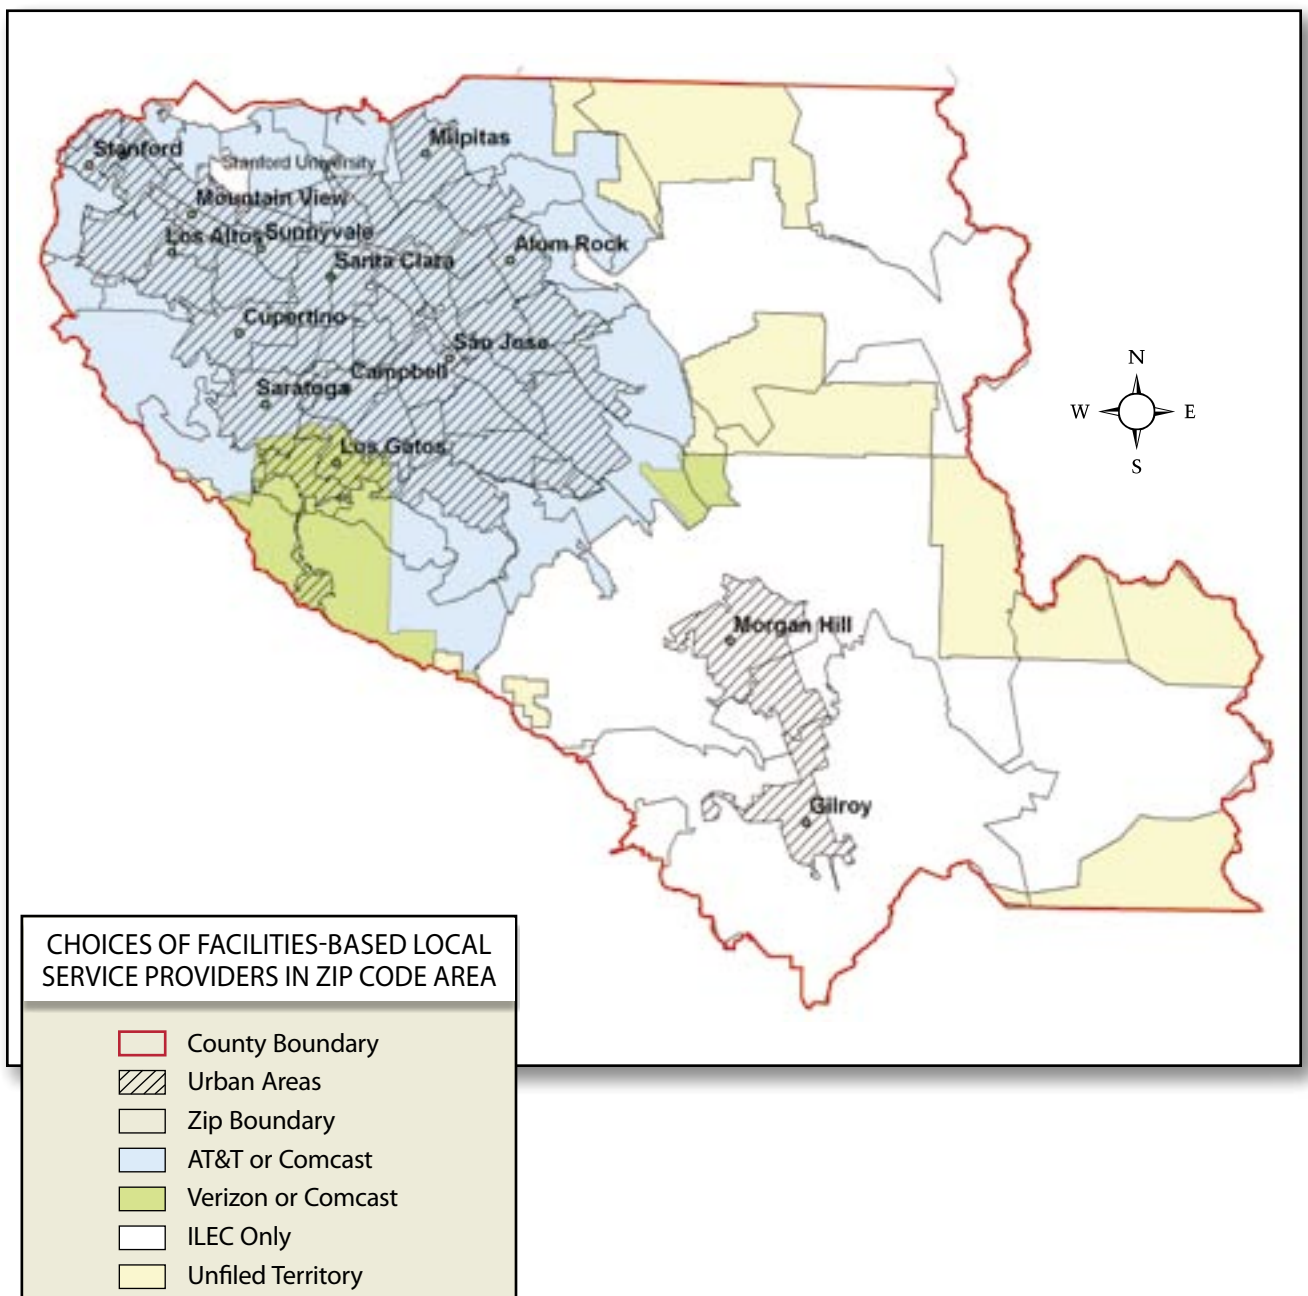 Milpitas
Stanford
Stanford University
Mountain View
Los Altos
Sunnyvale
Alum Rock
Santa Clara
Cupertino
San Jose
Campbell
Saratoga
Los Gatos
N
W
E
S
Morgan Hill
Gilroy
CHOICES OF FACILITIES-BASED LOCAL
SERVICE PROVIDERS IN ZIP CODE AREA
County Boundary
Urban Areas
Zip Boundary
AT&T or Comcast
Verizon or Comcast
ILEC Only
Unfiled Territory